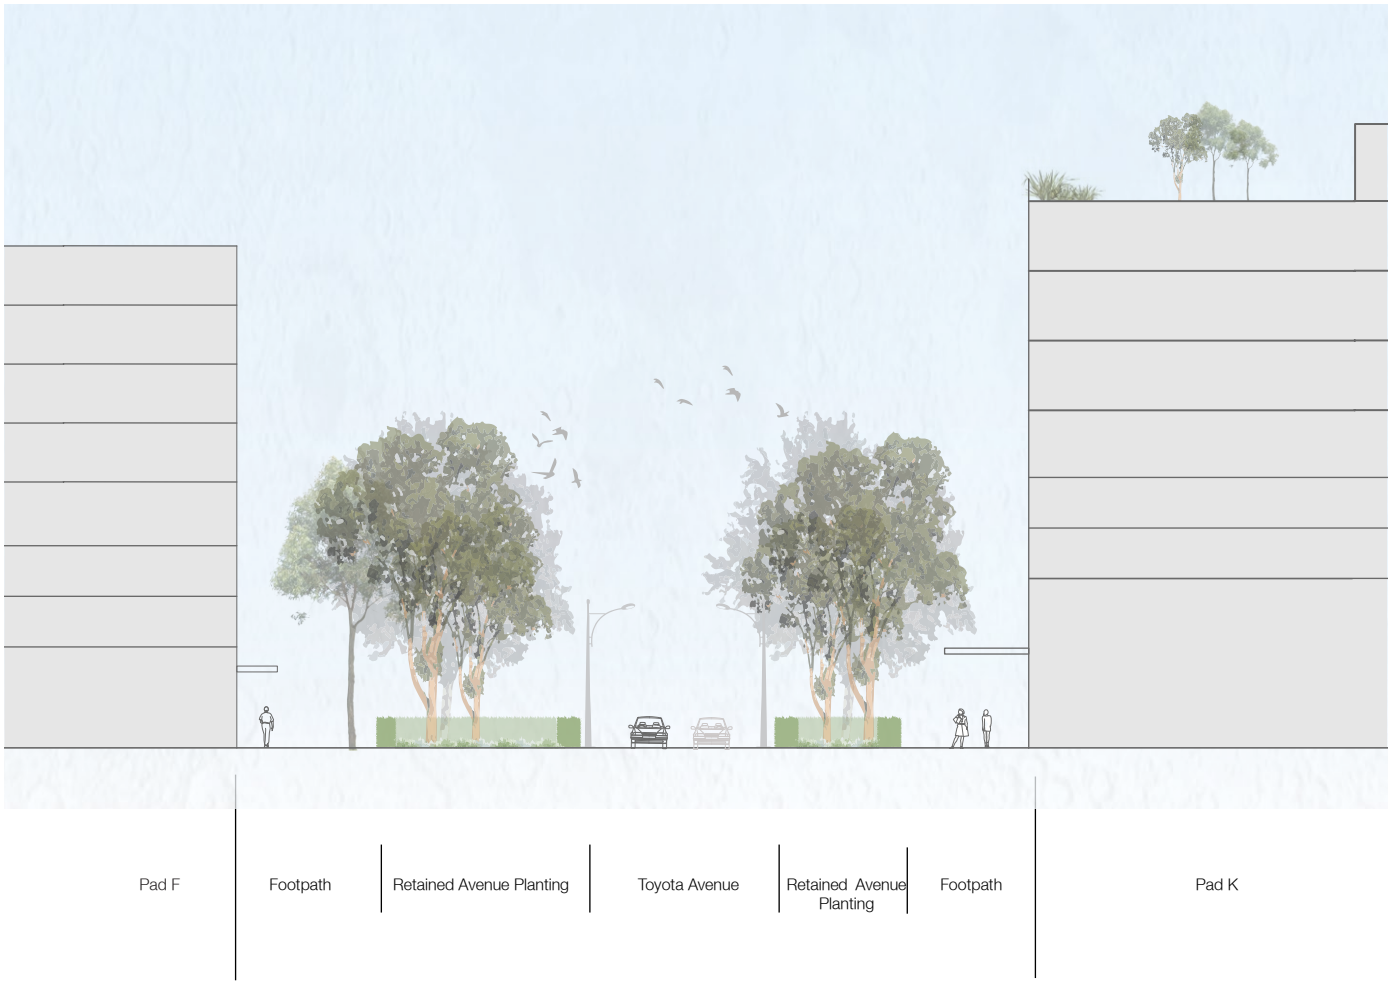 Pad F
Footpath
Retained Avenue Planting
Toyota Avenue
Retained  Avenue
Planting
Footpath
Pad K